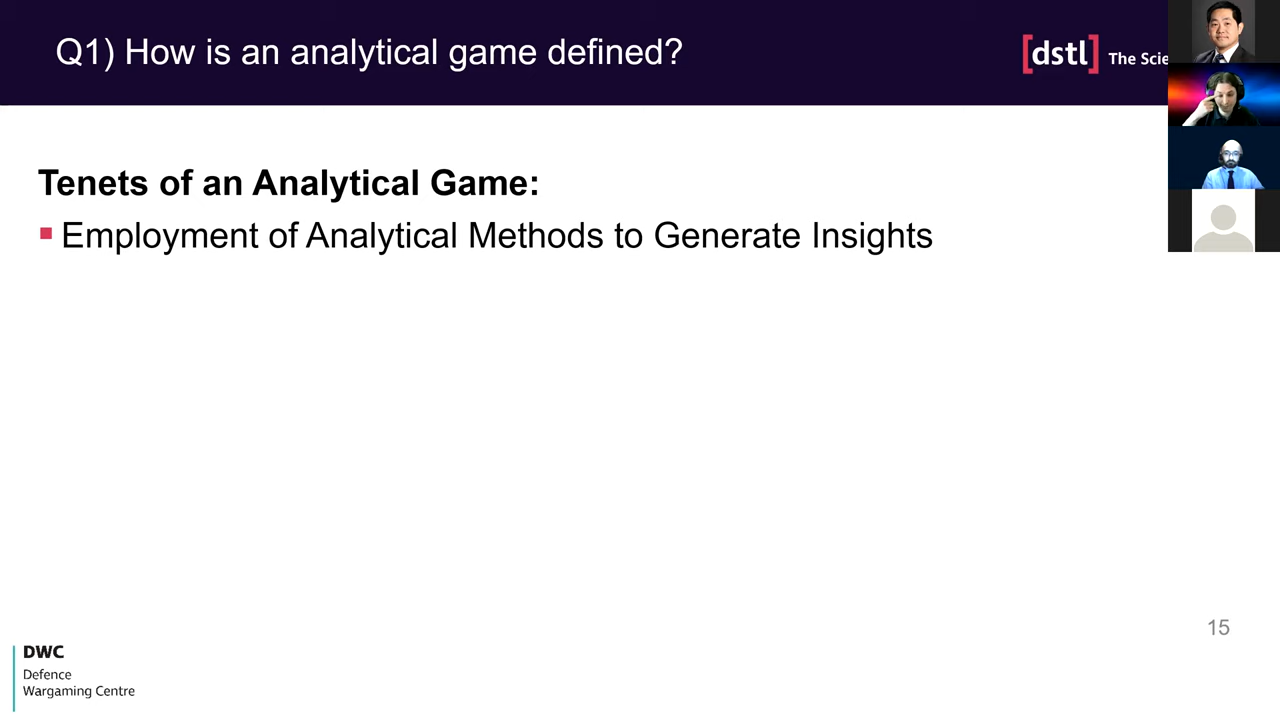 Q1) How is an analytical game defined?
[dstl] The Scie
Tenets of an Analytical Game:
Employment of Analytical Methods to Generate Insights
15
DWC
Defence
Wargaming Centre